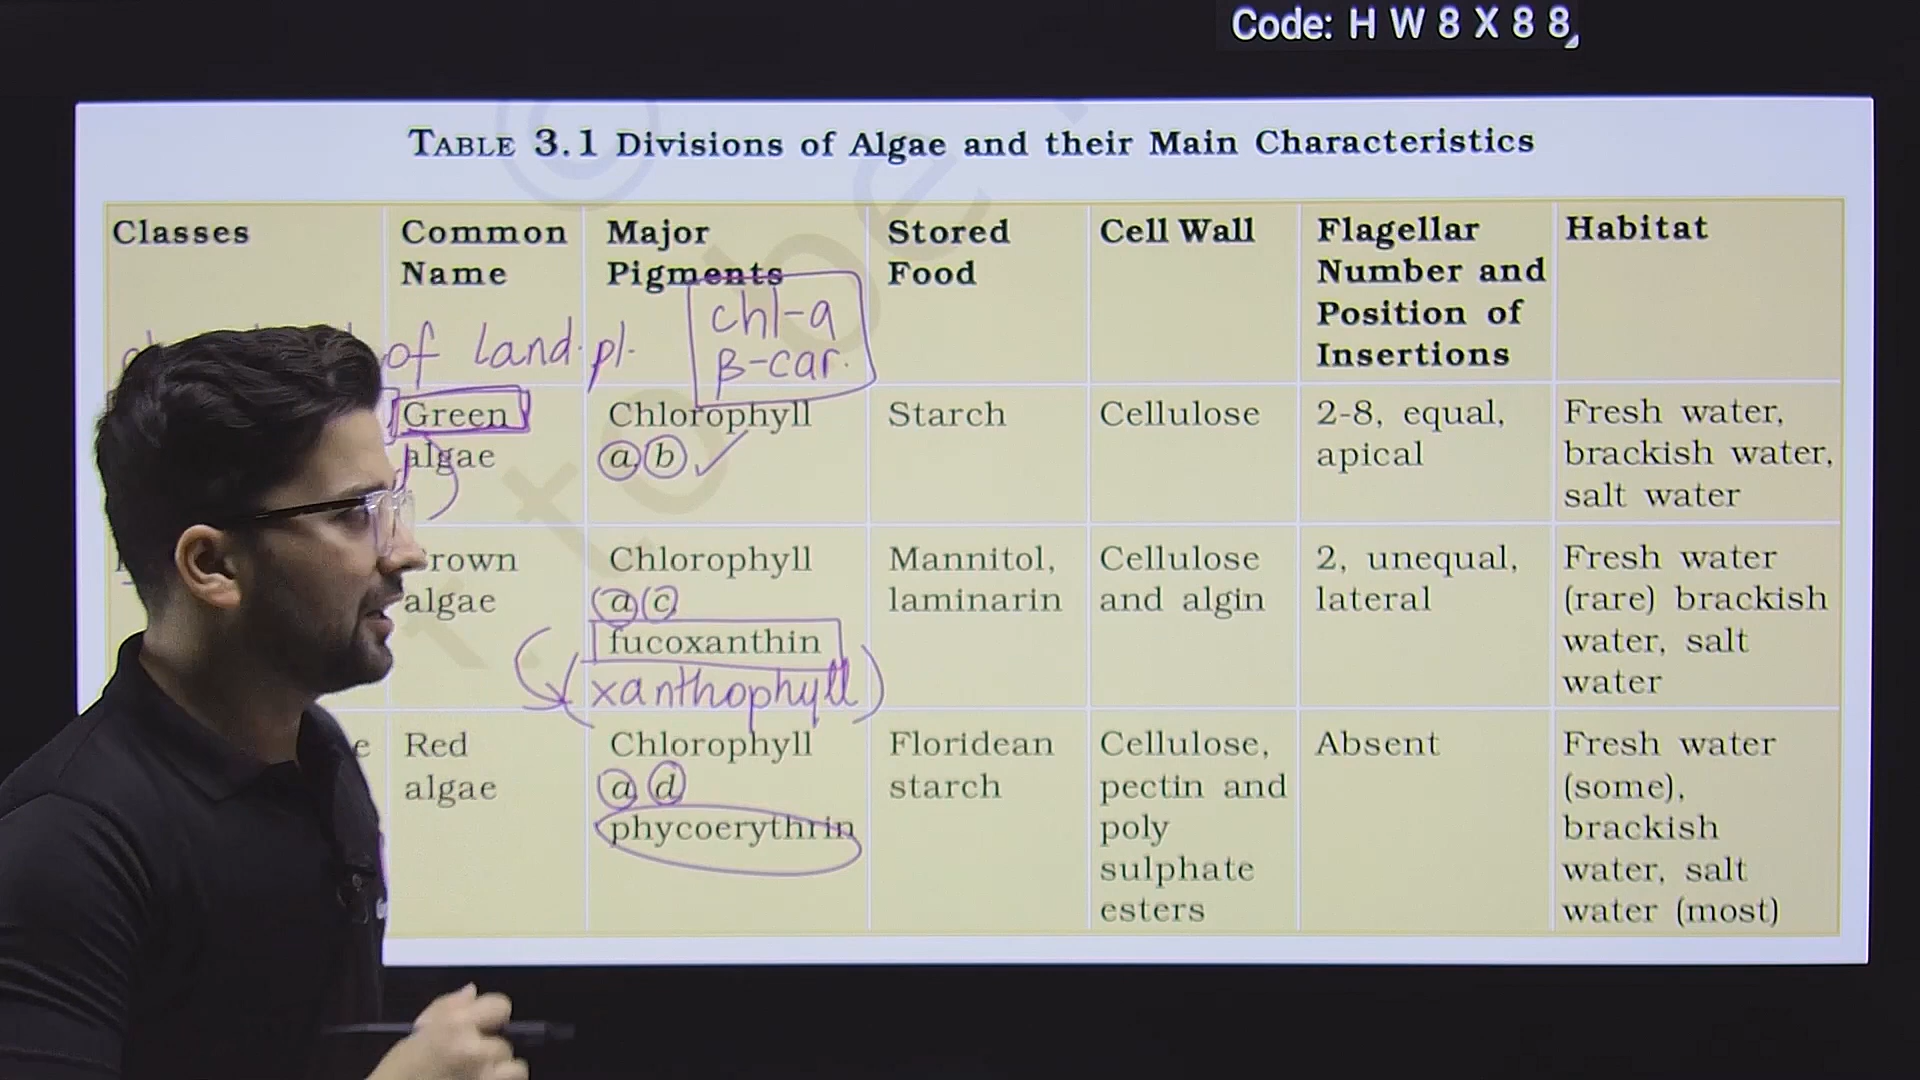 Code: H W 8 X 8 8
TABLE 3.1 Divisions of Algae and their Main Characteristics
Classes
Common Name
Major Pigments
Stored Food
Cell Wall
Flagellar Number and Position of Insertions
Habitat
of land pl.
chl-a
β-car.
Green algae
Chlorophyll a, b
Starch
Cellulose
2-8, equal, apical
Fresh water, brackish water, salt water
algae
Chlorophyll a, c fucoxanthin
(xanthophyll)
Mannitol, laminarin
Cellulose and algin
2, unequal, lateral
Fresh water (rare) brackish water, salt water
Red algae
Chlorophyll a, d phycoerythrin
Floridean starch
Cellulose, pectin and poly sulphate esters
Absent
Fresh water (some), brackish water, salt water (most)